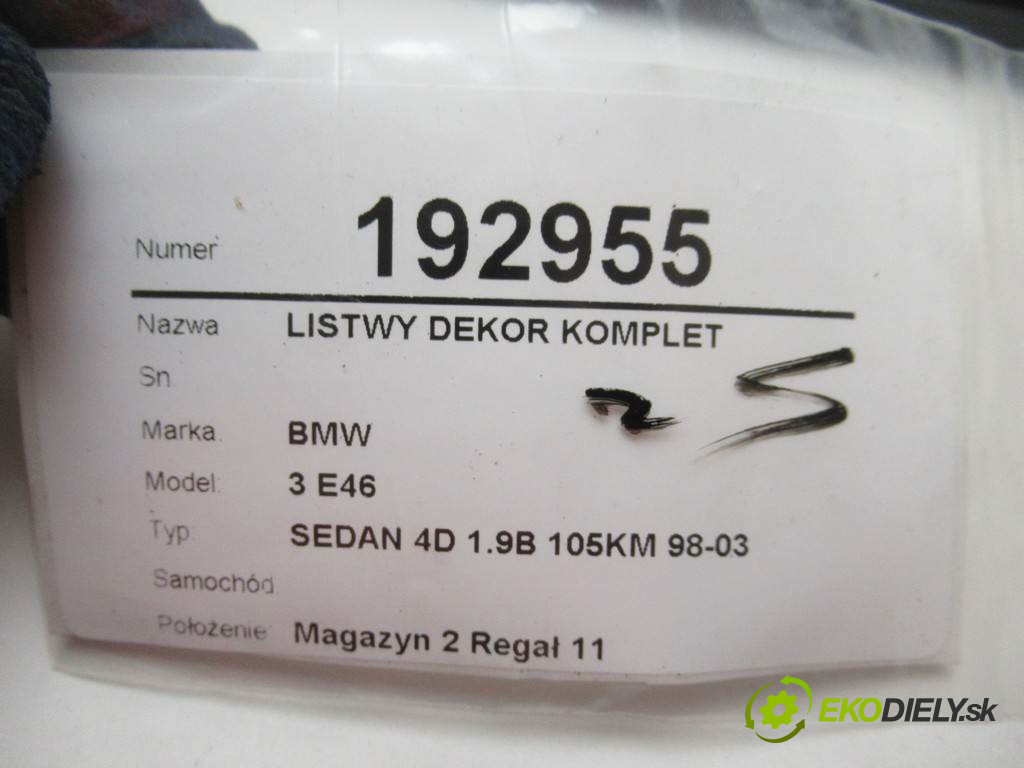 Numer 192955
Nazwa LISTWY DEKOR KOMPLET
Sn.
Marka: BMW
Model: 3 E46
Typ: SEDAN 4D 1.9B 105KM 98-03
Samochód
Położenie Magazyn 2 Regał 11
EKODIELY.sk